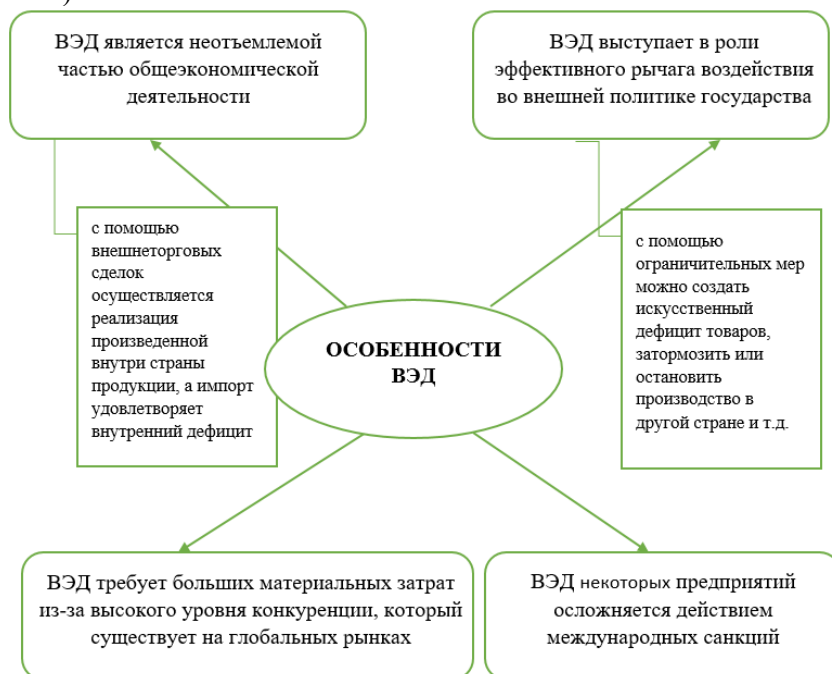 )
ВЭД является неотъемлемой
частью общеэкономической
деятельности
ВЭД выступает в роли
эффективного рычага воздействия
во внешней политике государства
с помощью
внешнеторговых
сделок
осуществляется
реализация
произведенной
внутри страны
продукции, а импорт
удовлетворяет
внутренний дефицит
с помощью
ограничительных мер
можно создать
искусственный
дефицит товаров,
затормозить или
остановить
производство в
другой стране и т.д.
ОСОБЕННОСТИ
ВЭД
ВЭД требует больших материальных затрат
из-за высокого уровня конкуренции, который
существует на глобальных рынках
ВЭД некоторых предприятий
осложняется действием
международных санкций